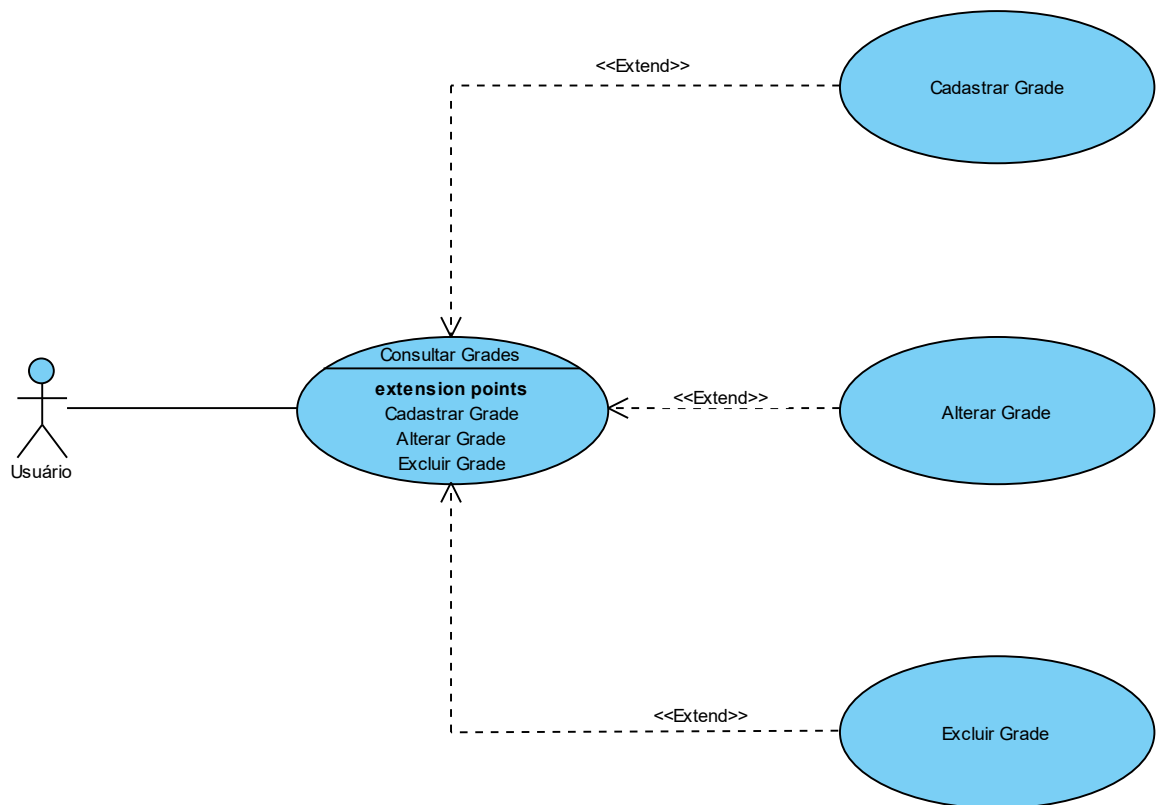 <<Extend>>
Cadastrar Grade
Consultar Grades
extension points
Cadastrar Grade
Alterar Grade
Excluir Grade
<<Extend>>
Alterar Grade
Usuário
<<Extend>>
Excluir Grade